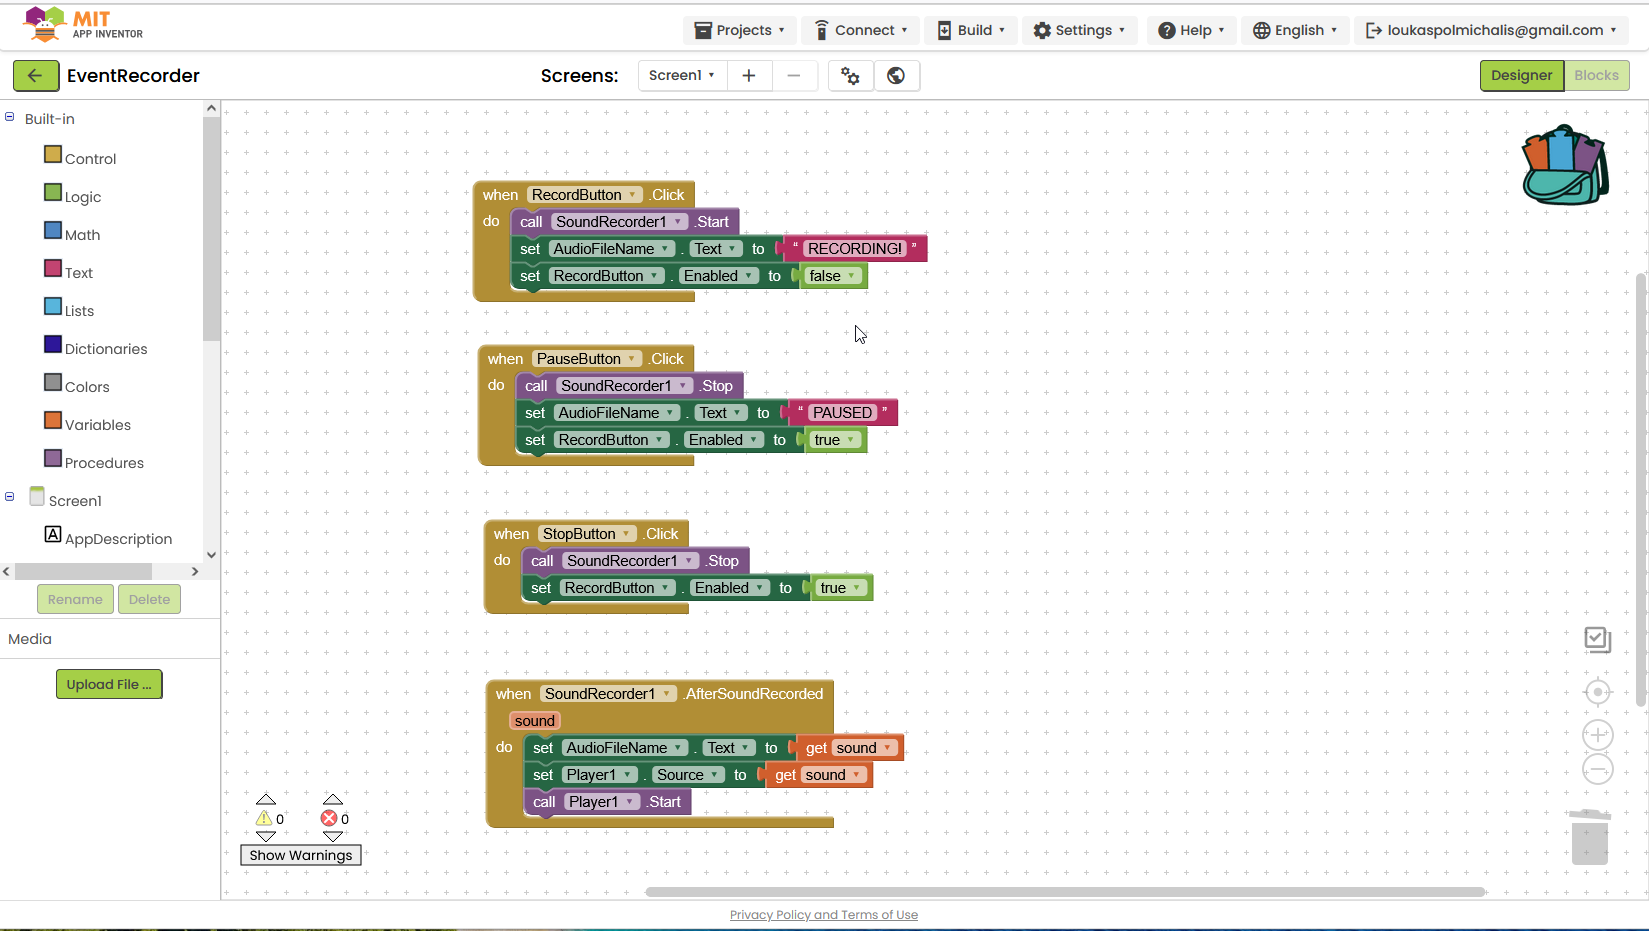 MIT
APP INVENTOR
Projects
Connect
Build
Settings
Help
English
loukaspolmichalis@gmail.com
EventRecorder
Screens:
Screen1
Designer
Blocks
Built-in
Control
Logic
Math
Text
Lists
Dictionaries
Colors
Variables
Procedures
Screen1
AppDescription
Rename
Delete
Media
Upload File ...
when RecordButton .Click
do call SoundRecorder1 .Start
set AudioFileName . Text to “ RECORDING! ”
set RecordButton . Enabled to false
when PauseButton .Click
do call SoundRecorder1 .Stop
set AudioFileName . Text to “ PAUSED ”
set RecordButton . Enabled to true
when StopButton .Click
do call SoundRecorder1 .Stop
set RecordButton . Enabled to true
when SoundRecorder1 .AfterSoundRecorded
sound
do set AudioFileName . Text to get sound
set Player1 . Source to get sound
call Player1 .Start
0
0
Show Warnings
Privacy Policy and Terms of Use